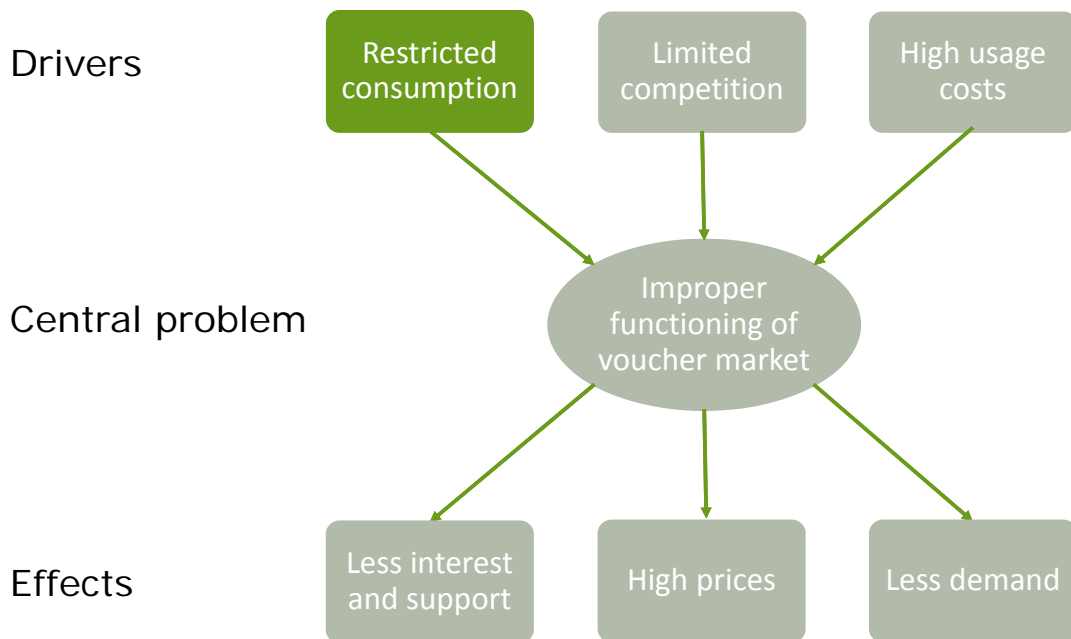 Drivers
Restricted
consumption
Limited
competition
High usage
costs
Central problem
Improper
functioning of
voucher market
Effects
Less interest
and support
High prices
Less demand